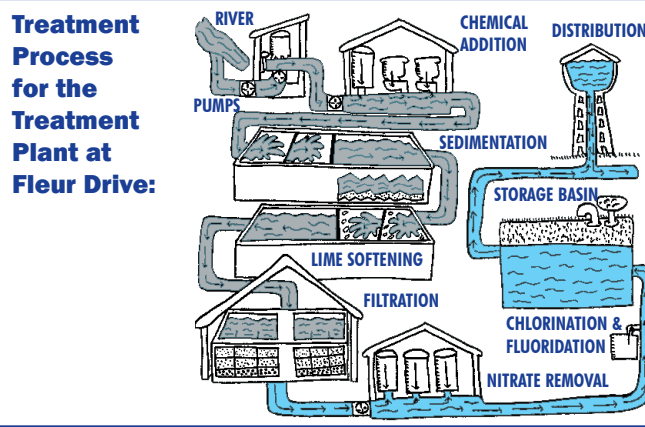 Treatment
Process
for the
Treatment
Plant at
Fleur Drive:
RIVER
PUMPS
CHEMICAL
ADDITION
DISTRIBUTION
SEDIMENTATION
LIME SOFTENING
FILTRATION
NITRATE REMOVAL
CHLORINATION &
FLUORIDATION
STORAGE BASIN